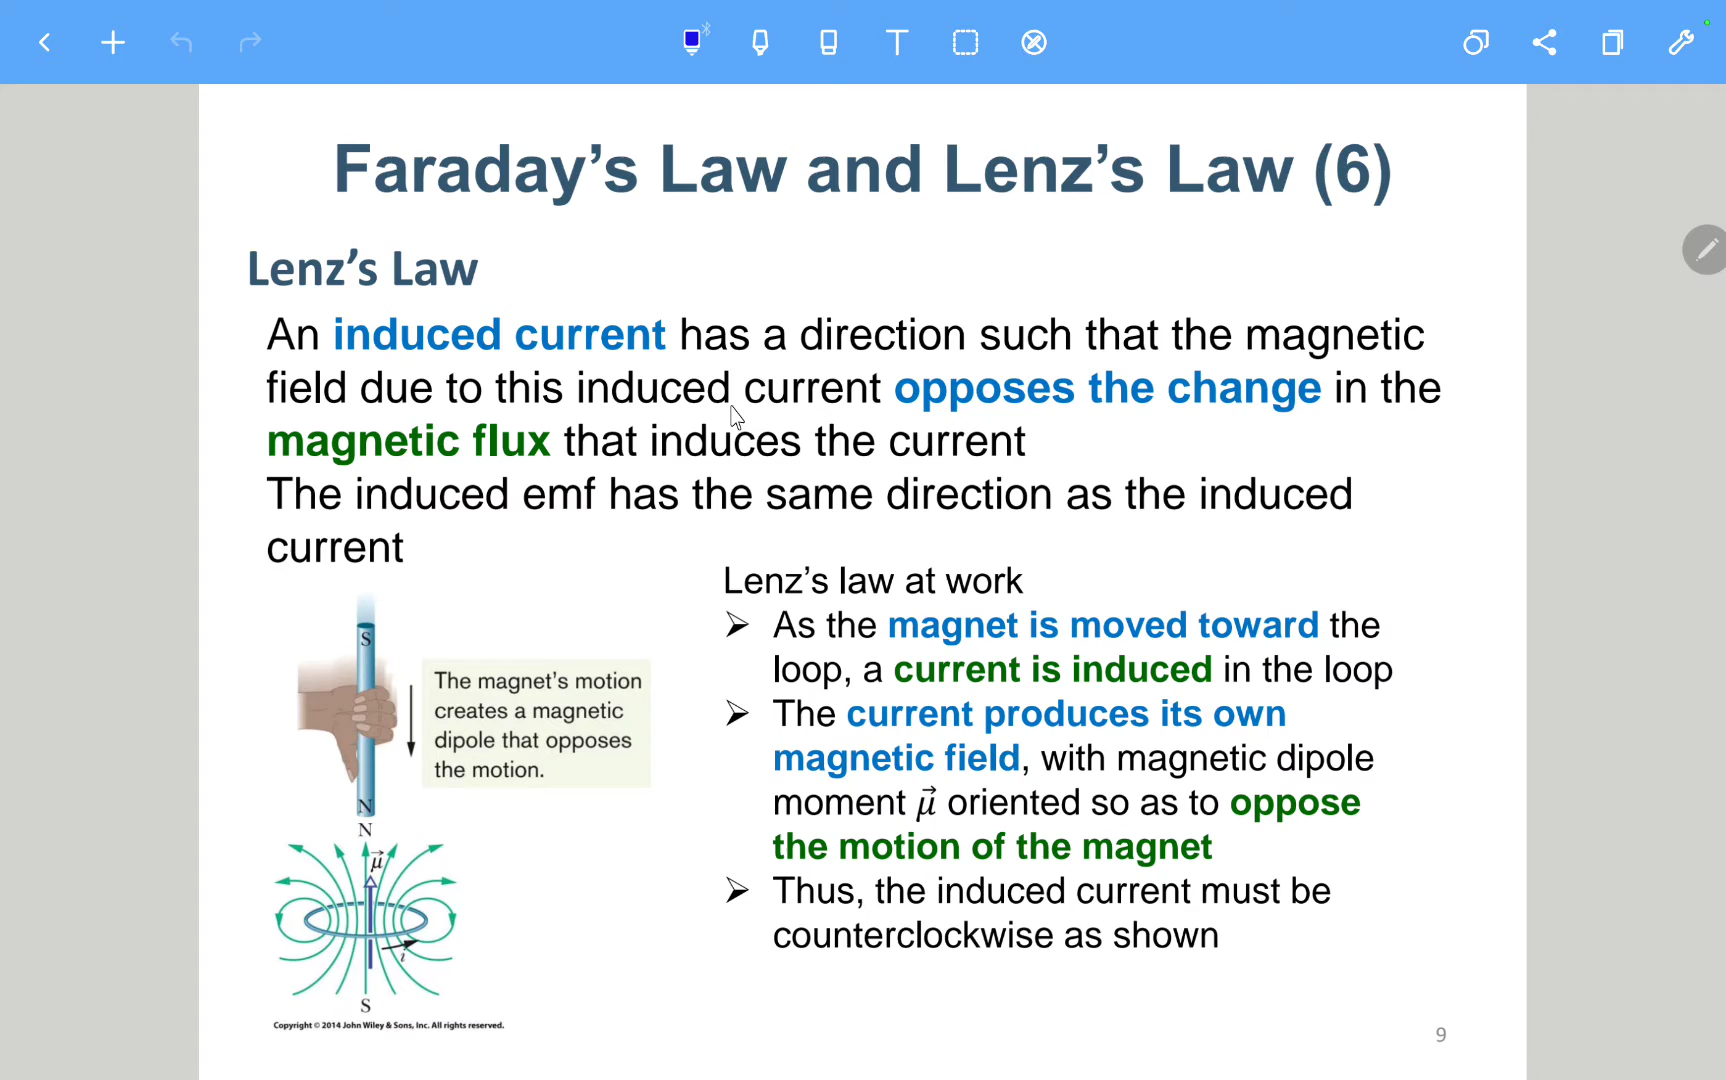 Faraday’s Law and Lenz’s Law (6)
Lenz’s Law
An induced current has a direction such that the magnetic
field due to this induced current opposes the change in the
magnetic flux that induces the current
The induced emf has the same direction as the induced
current
S
The magnet’s motion
creates a magnetic
dipole that opposes
the motion.
N
N
μ⃗
i
S
Copyright © 2014 John Wiley & Sons, Inc. All rights reserved.
Lenz’s law at work
➢ As the magnet is moved toward the
loop, a current is induced in the loop
➢ The current produces its own
magnetic field, with magnetic dipole
moment μ⃗ oriented so as to oppose
the motion of the magnet
➢ Thus, the induced current must be
counterclockwise as shown
9